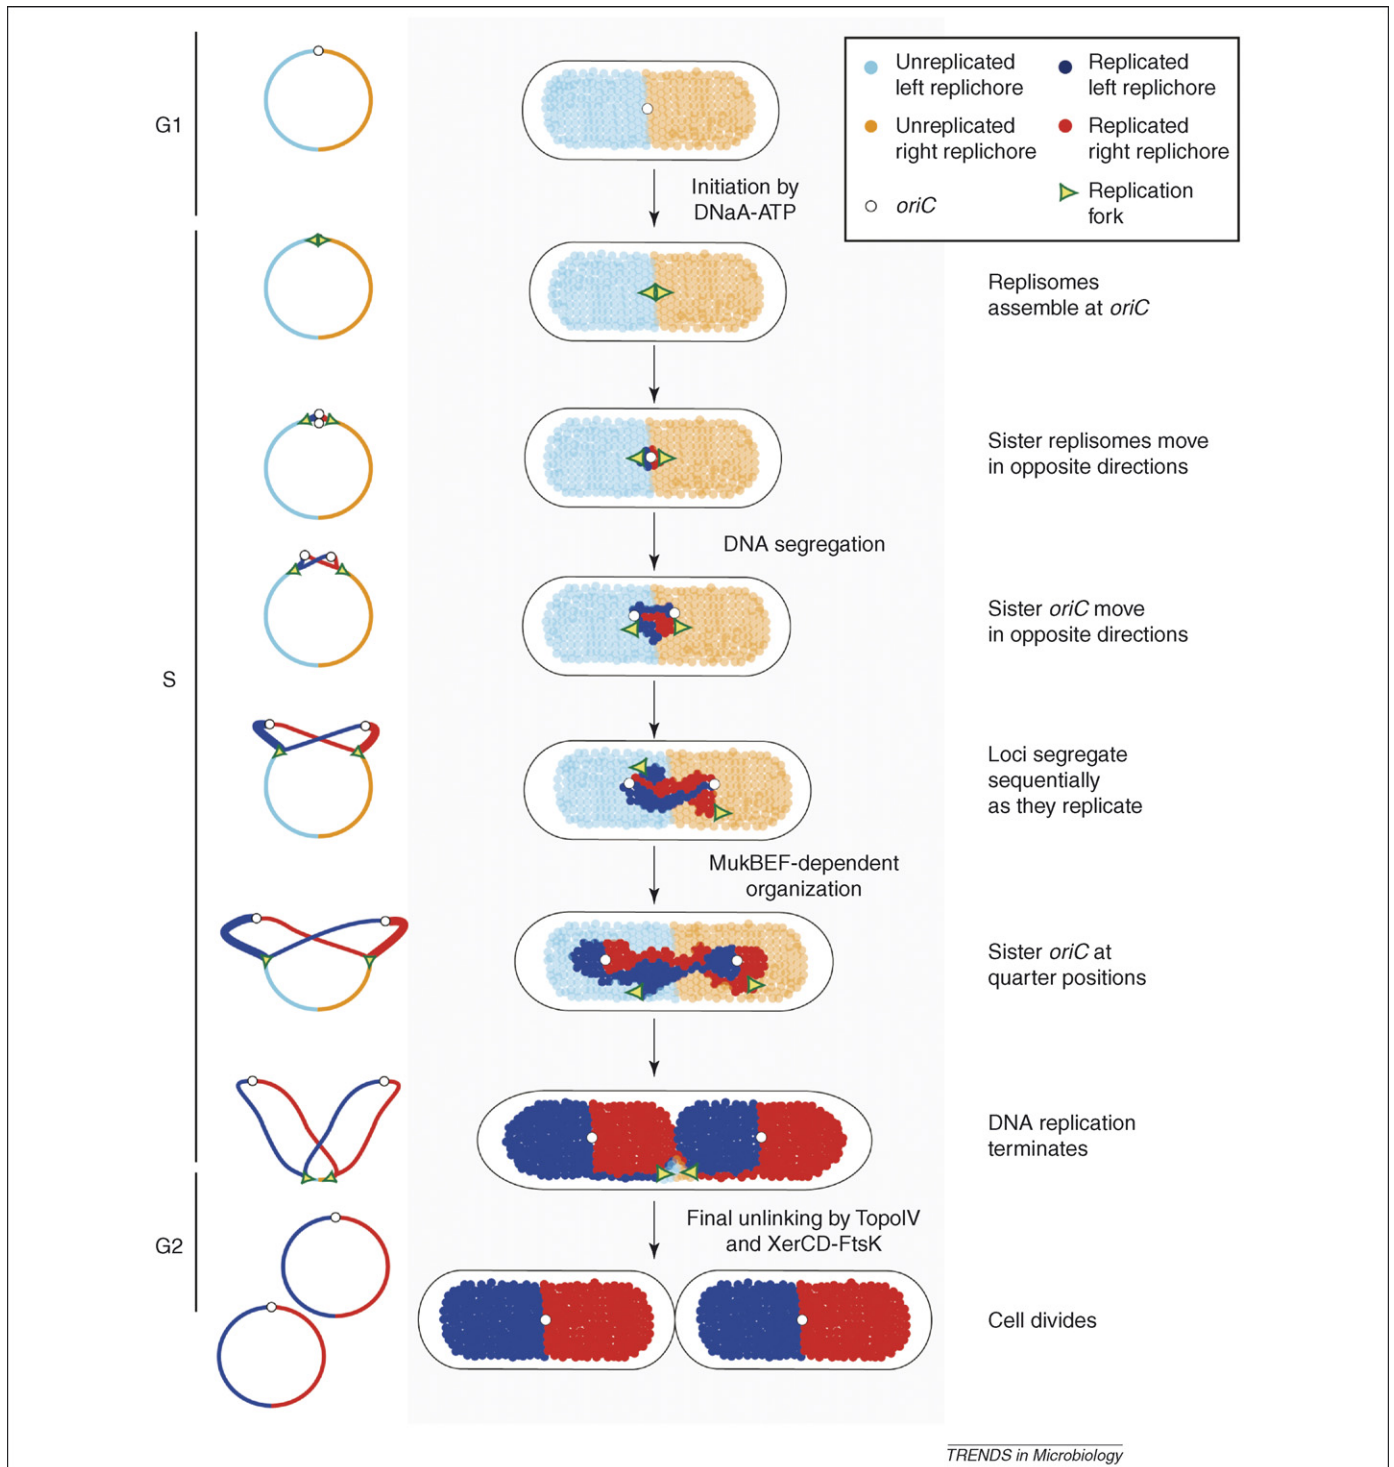 G1
Unreplicated
left replichore
Replicated
left replichore
Unreplicated
right replichore
Replicated
right replichore
oriC
Replication
fork
Initiation by
DNaA-ATP
Replisomes
assemble at oriC
Sister replisomes move
in opposite directions
DNA segregation
Sister oriC move
in opposite directions
S
Loci segregate
sequentially
as they replicate
MukBEF-dependent
organization
Sister oriC at
quarter positions
DNA replication
terminates
G2
Final unlinking by TopoIV
and XerCD-FtsK
Cell divides
TRENDS in Microbiology